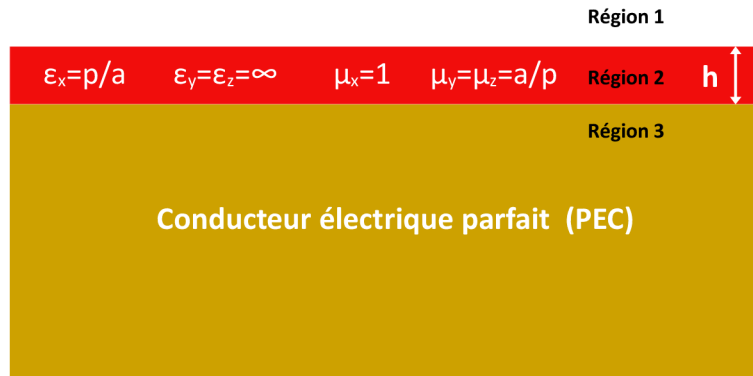 Région 1
εx=p/a εy=εz=∞ μx=1 μy=μz=a/p Région 2 h
Région 3
Conducteur électrique parfait (PEC)